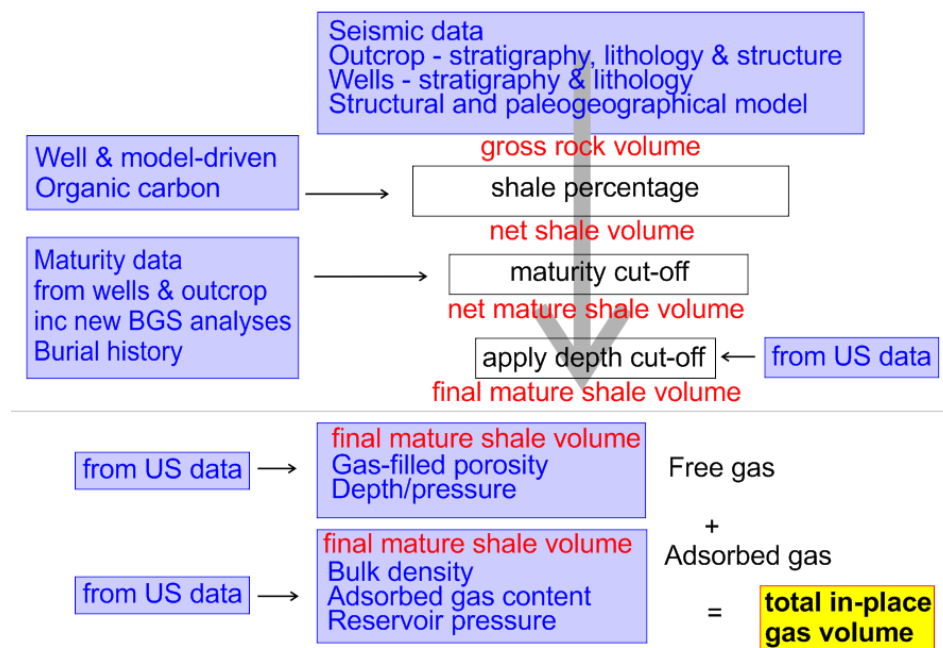 Seismic data
Outcrop - stratigraphy, lithology & structure
Wells - stratigraphy & lithology
Structural and paleogeographical model
gross rock volume
Well & model-driven
Organic carbon
shale percentage
net shale volume
Maturity data
from wells & outcrop
inc new BGS analyses
Burial history
maturity cut-off
net mature shale volume
apply depth cut-off
from US data
final mature shale volume
from US data
final mature shale volume
Gas-filled porosity
Depth/pressure
Free gas
+
Adsorbed gas
from US data
final mature shale volume
Bulk density
Adsorbed gas content
Reservoir pressure
=
total in-place
gas volume